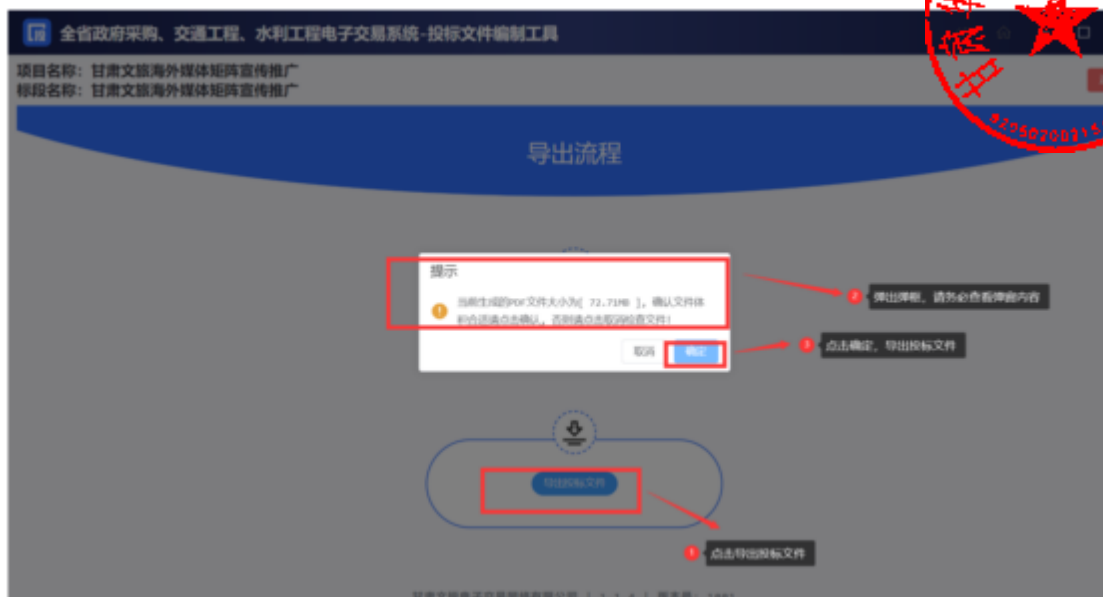 全省政府采购、交通工程、水利工程电子交易系统-投标文件编制工具
项目名称：甘肃文旅海外媒体矩阵宣传推广
标段名称：甘肃文旅海外媒体矩阵宣传推广
导出流程
提示
当前生成的PDF文件大小为[ 72.71MB ]，确认文件体
积合适请点击确认，否则请点击取消检查文件!
取消 确定
2 弹出弹框，请务必查看弹窗内容
3 点击确定，导出投标文件
导出投标文件
1 点击导出投标文件